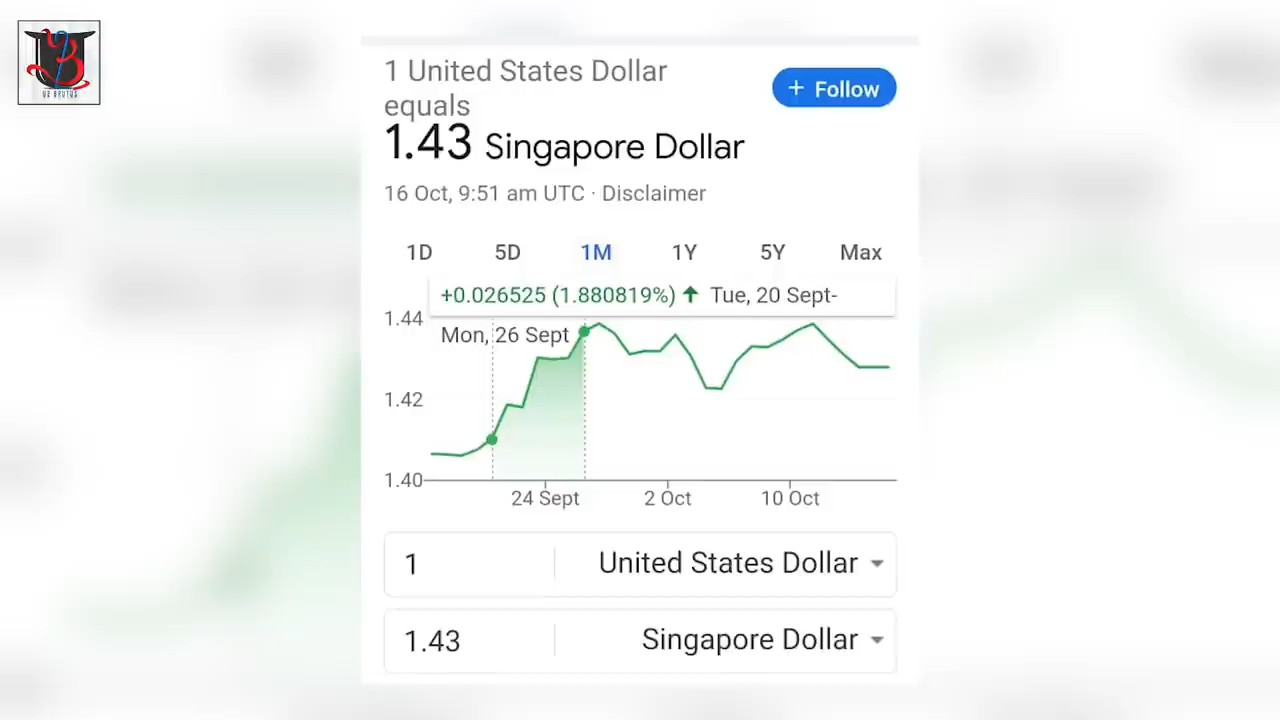 UB BRUTUS
1 United States Dollar
equals
+ Follow
1.43 Singapore Dollar
16 Oct, 9:51 am UTC · Disclaimer
1D 5D 1M 1Y 5Y Max
+0.026525 (1.880819%) ↑ Tue, 20 Sept-
Mon, 26 Sept
1.44
1.42
1.40
24 Sept 2 Oct 10 Oct
1 United States Dollar
1.43 Singapore Dollar